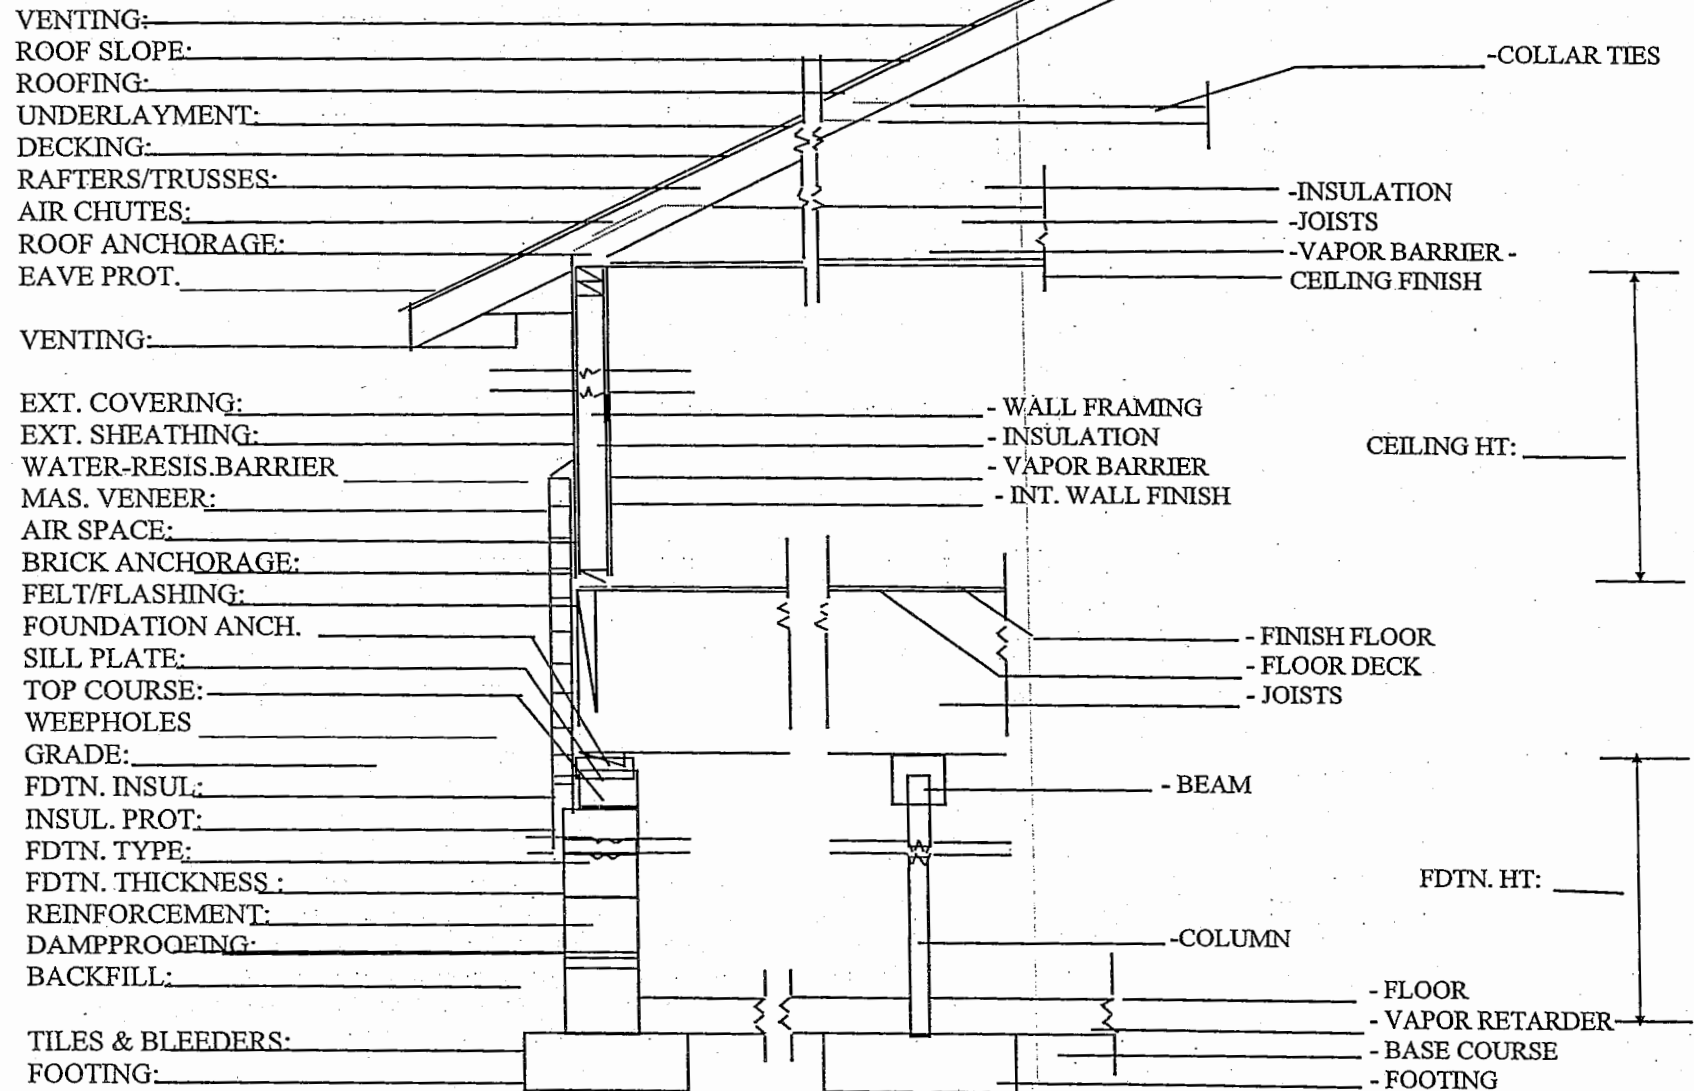 VENTING:
ROOF SLOPE:
-COLLAR TIES
ROOFING:
UNDERLAYMENT:
DECKING:
RAFTERS/TRUSSES:
-INSULATION
AIR CHUTES:
-JOISTS
ROOF ANCHORAGE:
-VAPOR BARRIER -
EAVE PROT.
CEILING FINISH
VENTING:
EXT. COVERING:
- WALL FRAMING
EXT. SHEATHING:
- INSULATION
CEILING HT:
WATER-RESIS.BARRIER
- VAPOR BARRIER
MAS. VENEER:
- INT. WALL FINISH
AIR SPACE:
BRICK ANCHORAGE:
FELT/FLASHING:
FOUNDATION ANCH.
- FINISH FLOOR
SILL PLATE:
- FLOOR DECK
TOP COURSE:
- JOISTS
WEEPHOLES
GRADE:
FDTN. INSUL:
- BEAM
INSUL. PROT:
FDTN. TYPE:
FDTN. THICKNESS :
FDTN. HT:
REINFORCEMENT:
DAMPPROOFING:
-COLUMN
BACKFILL:
- FLOOR
- VAPOR RETARDER
TILES & BLEEDERS:
- BASE COURSE
FOOTING:
- FOOTING